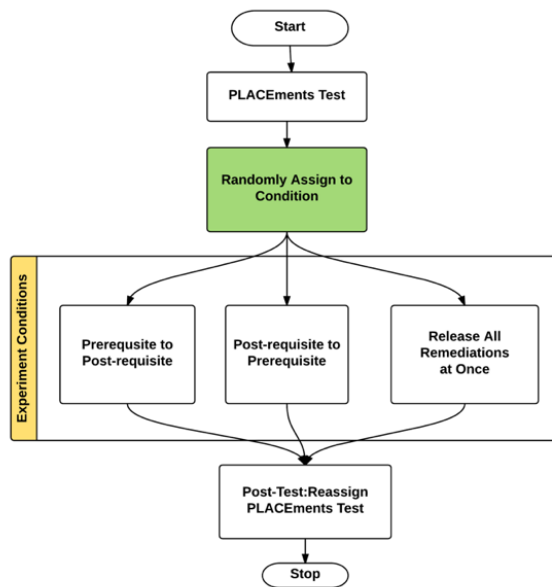 Start
PLACEments Test
Randomly Assign to
Condition
Experiment Conditions
Prerequsite to
Post-requisite
Post-requisite to
Prerequisite
Release All
Remediations
at Once
Post-Test:Reassign
PLACEments Test
Stop